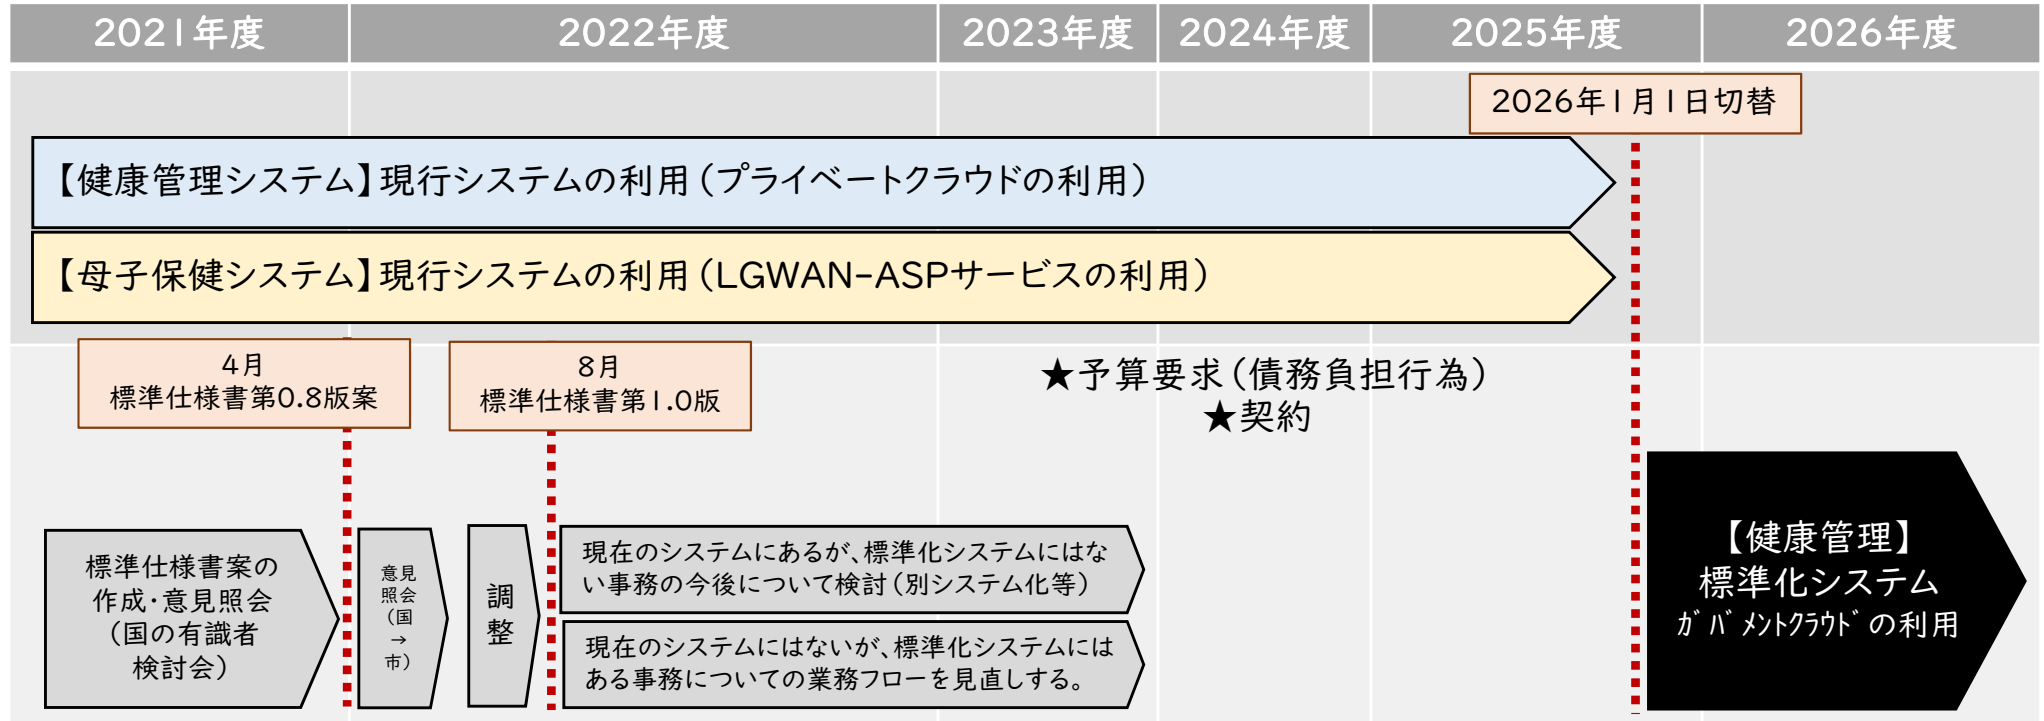 2021年度
2022年度
2023年度
2024年度
2025年度
2026年度
2026年1月1日切替
【健康管理システム】現行システムの利用（プライベートクラウドの利用）
【母子保健システム】現行システムの利用（LGWAN-ASPサービスの利用）
4月
標準仕様書第0.8版案
8月
標準仕様書第1.0版
★予算要求（債務負担行為）
★契約
標準仕様書案の
作成・意見照会
（国の有識者
検討会）
意見
照会
（国
→
市）
調
整
現在のシステムにあるが、標準化システムにはな
い事務の今後について検討（別システム化等）
現在のシステムにはないが、標準化システムには
ある事務についての業務フローを見直しする。
【健康管理】
標準化システム
ｶﾞﾊﾞﾒﾝﾄｸﾗｳﾄﾞの利用